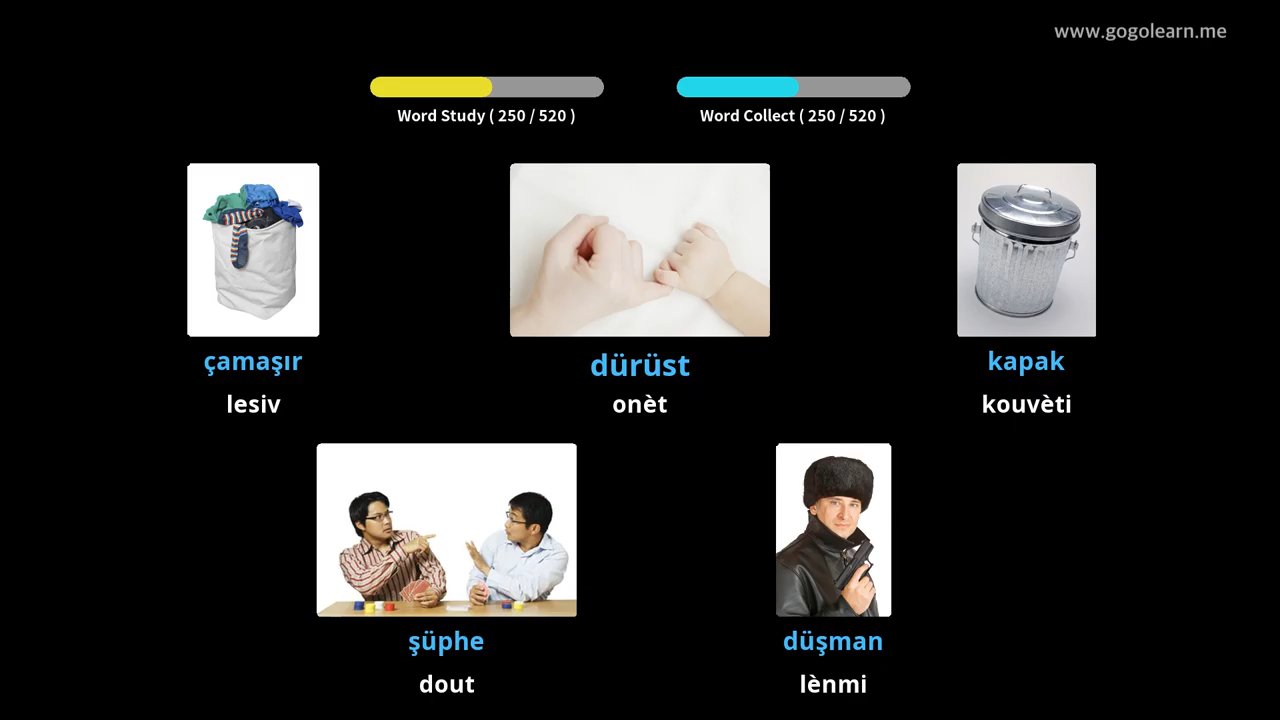 www.gogolearn.me
Word Study ( 250 / 520 )
Word Collect ( 250 / 520 )
çamaşır
lesiv
dürüst
onèt
kapak
kouvèti
şüphe
dout
düşman
lènmi